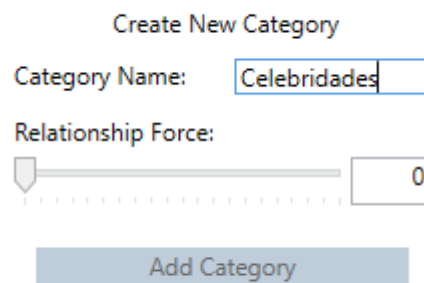 Create New Category
Category Name: Celebridades
Relationship Force:
0
Add Category